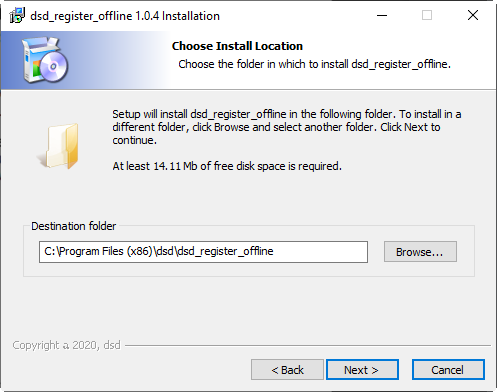 dsd_register_offline 1.0.4 Installation
Choose Install Location
Choose the folder in which to install dsd_register_offline.
Setup will install dsd_register_offline in the following folder. To install in a
different folder, click Browse and select another folder. Click Next to
continue.
At least 14.11 Mb of free disk space is required.
Destination folder
C:\Program Files (x86)\dsd\dsd_register_offline
Browse...
Copyright a 2020, dsd
< Back
Next >
Cancel